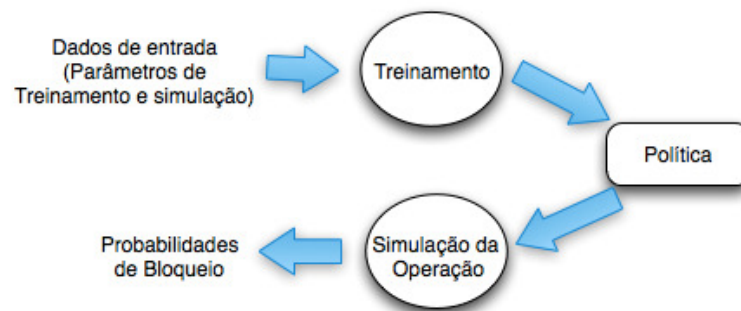 Dados de entrada
(Parâmetros de
Treinamento e simulação)
Treinamento
Política
Simulação da
Operação
Probabilidades
de Bloqueio